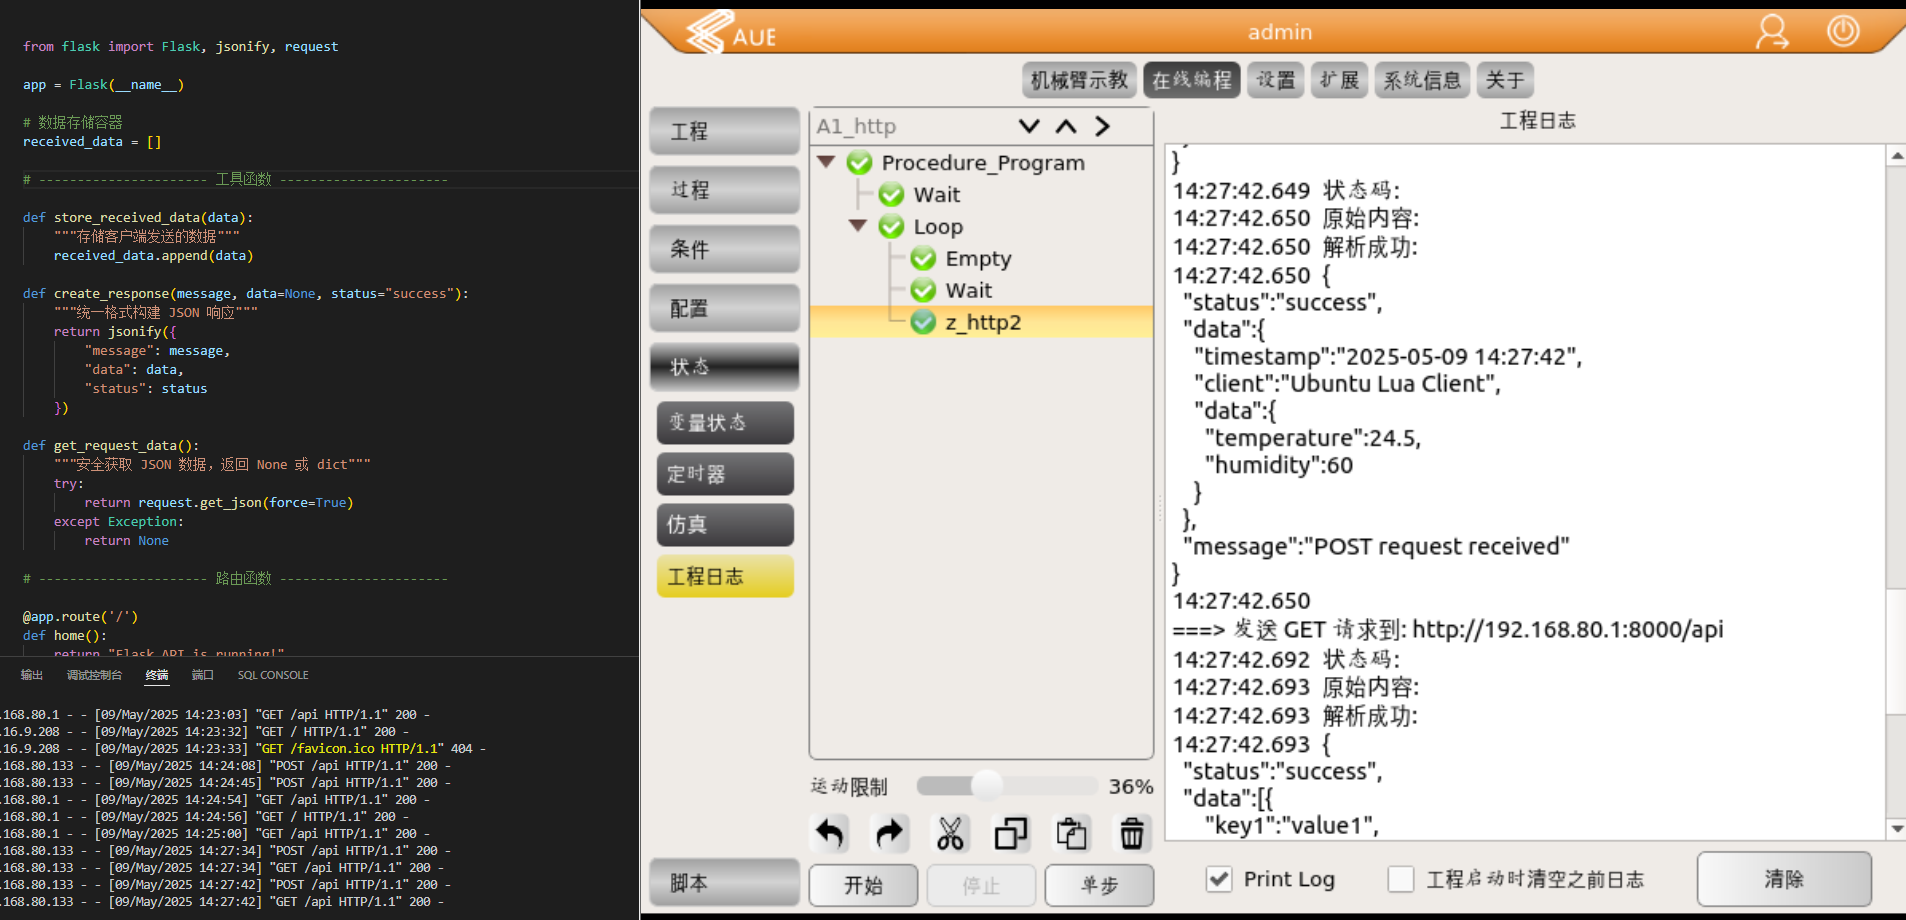 from flask import Flask, jsonify, request
app = Flask(__name__)
# 数据存储容器
received_data = []
# ---------------------- 工具函数 ----------------------
def store_received_data(data):
"""存储客户端发送的数据"""
received_data.append(data)
def create_response(message, data=None, status="success"):
"""统一格式构建 JSON 响应"""
return jsonify({
"message": message,
"data": data,
"status": status
})
def get_request_data():
"""安全获取 JSON 数据，返回 None 或 dict"""
try:
return request.get_json(force=True)
except Exception:
return None
# ---------------------- 路由函数 ----------------------
@app.route('/')
def home():
return "Flask API is running!"
输出 调试控制台 终端 端口 SQL CONSOLE
.168.80.1 - - [09/May/2025 14:23:03] "GET /api HTTP/1.1" 200 -
.16.9.208 - - [09/May/2025 14:23:32] "GET / HTTP/1.1" 200 -
.16.9.208 - - [09/May/2025 14:23:33] "GET /favicon.ico HTTP/1.1" 404 -
.168.80.133 - - [09/May/2025 14:24:08] "POST /api HTTP/1.1" 200 -
.168.80.133 - - [09/May/2025 14:24:45] "POST /api HTTP/1.1" 200 -
.168.80.1 - - [09/May/2025 14:24:54] "GET /api HTTP/1.1" 200 -
.168.80.1 - - [09/May/2025 14:24:56] "GET / HTTP/1.1" 200 -
.168.80.1 - - [09/May/2025 14:25:00] "GET /api HTTP/1.1" 200 -
.168.80.133 - - [09/May/2025 14:27:34] "POST /api HTTP/1.1" 200 -
.168.80.133 - - [09/May/2025 14:27:34] "GET /api HTTP/1.1" 200 -
.168.80.133 - - [09/May/2025 14:27:42] "POST /api HTTP/1.1" 200 -
.168.80.133 - - [09/May/2025 14:27:42] "GET /api HTTP/1.1" 200 -
AUE
admin
机械臂示教 在线编程 设置 扩展 系统信息 关于
工程
过程
条件
配置
状态
变量状态
定时器
仿真
工程日志
脚本
A1_http
Procedure_Program
Wait
Loop
Empty
Wait
z_http2
运动限制 36%
开始 停止 单步
工程日志
}
14:27:42.649 状态码:
14:27:42.650 原始内容:
14:27:42.650 解析成功:
14:27:42.650 {
"status":"success",
"data":{
"timestamp":"2025-05-09 14:27:42",
"client":"Ubuntu Lua Client",
"data":{
"temperature":24.5,
"humidity":60
}
},
"message":"POST request received"
}
14:27:42.650
===> 发送 GET 请求到: http://192.168.80.1:8000/api
14:27:42.692 状态码:
14:27:42.693 原始内容:
14:27:42.693 解析成功:
14:27:42.693 {
"status":"success",
"data":[{
"key1":"value1",
Print Log 工程启动时清空之前日志 清除